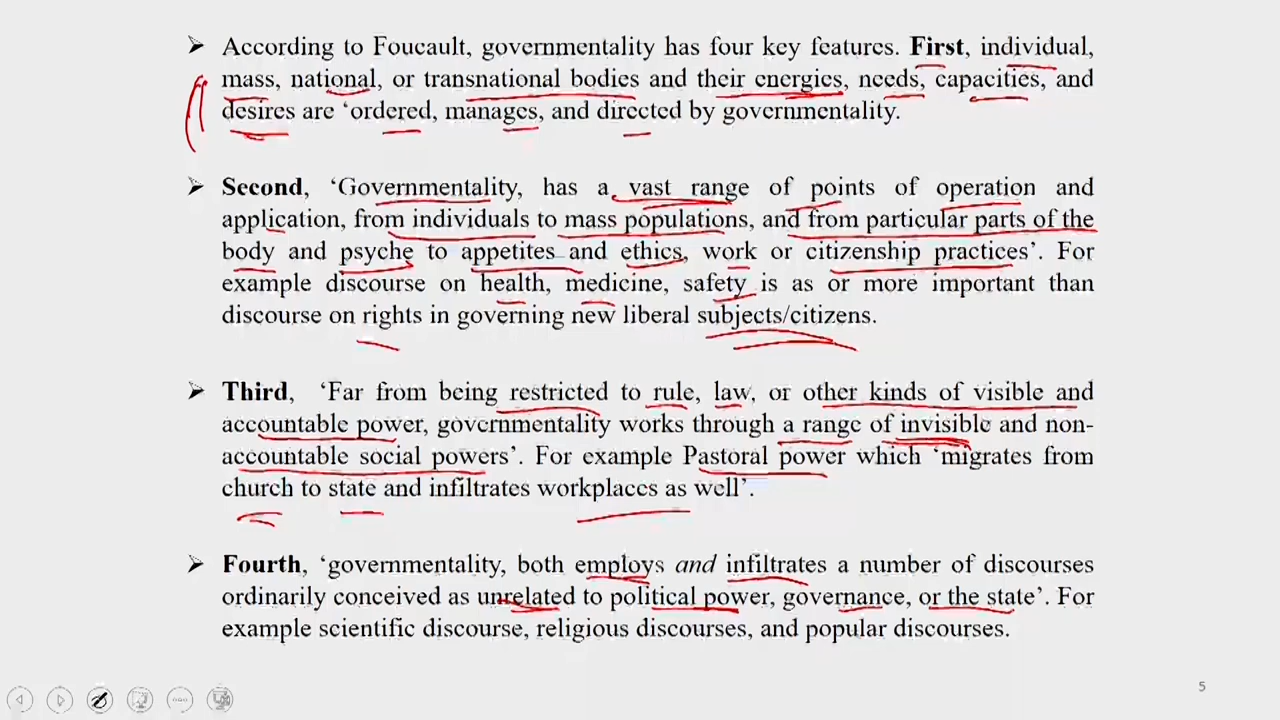 ➢ According to Foucault, governmentality has four key features. First, individual,
mass, national, or transnational bodies and their energies, needs, capacities, and
desires are ‘ordered, manages, and directed by governmentality.
➢ Second, ‘Governmentality, has a vast range of points of operation and
application, from individuals to mass populations, and from particular parts of the
body and psyche to appetites and ethics, work or citizenship practices’. For
example discourse on health, medicine, safety is as or more important than
discourse on rights in governing new liberal subjects/citizens.
➢ Third, ‘Far from being restricted to rule, law, or other kinds of visible and
accountable power, governmentality works through a range of invisible and non-
accountable social powers’. For example Pastoral power which ‘migrates from
church to state and infiltrates workplaces as well’.
➢ Fourth, ‘governmentality, both employs and infiltrates a number of discourses
ordinarily conceived as unrelated to political power, governance, or the state’. For
example scientific discourse, religious discourses, and popular discourses.
5